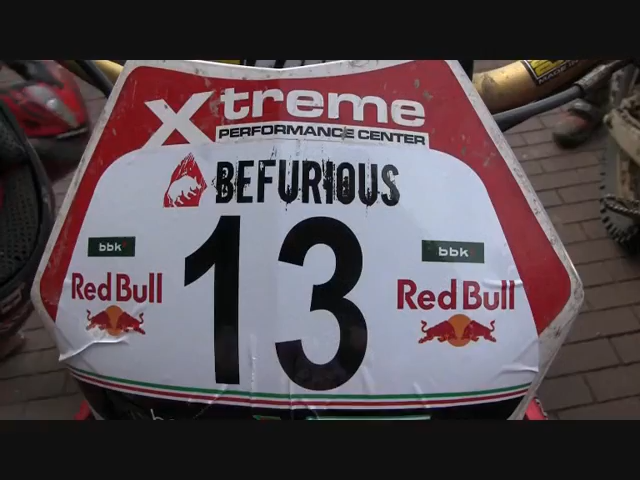 Xtreme
PERFORMANCE CENTER
BEFURIOUS
13
bbk
Red Bull
bbk
Red Bull